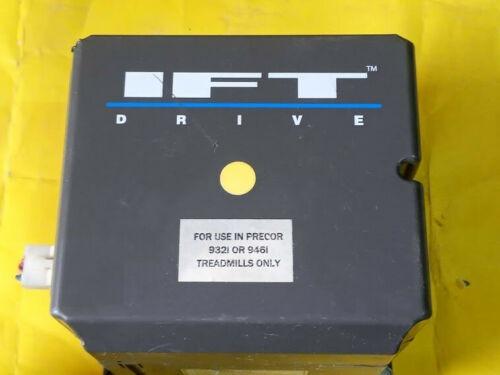 IFT™
DRIVE
FOR USE IN PRECOR
932I OR 946I
TREADMILLS ONLY